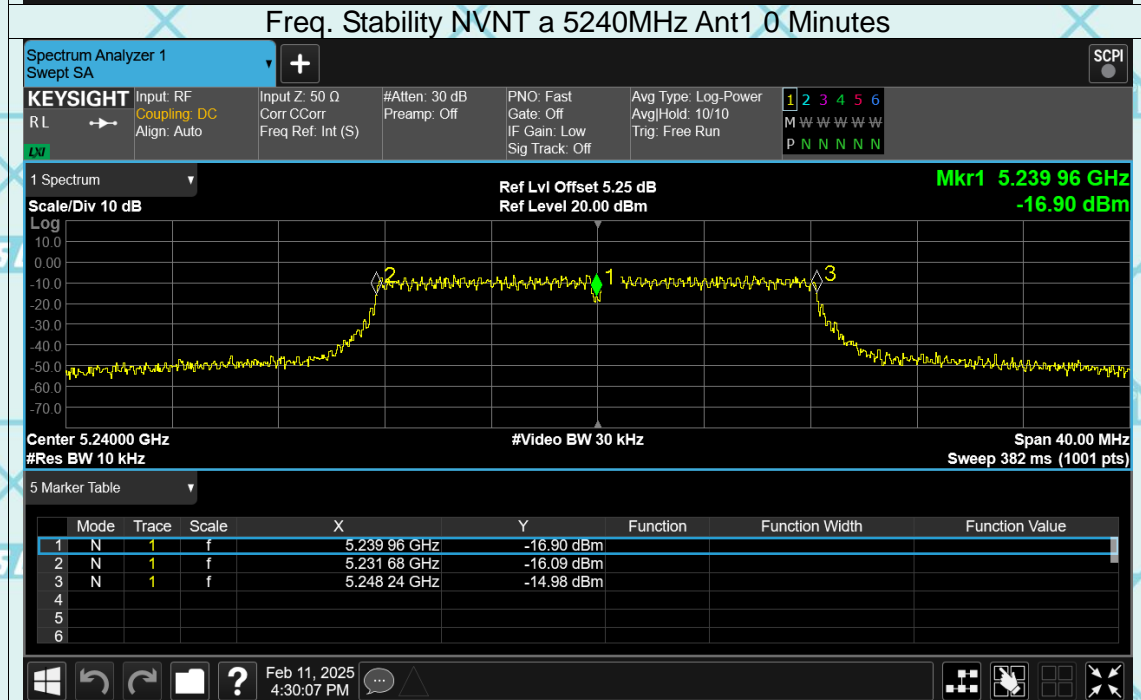 Freq. Stability NVNT a 5240MHz Ant1 0 Minutes
Spectrum Analyzer 1
Swept SA
+
SCPI
KEYSIGHT
RL
LXI
Input: RF
Coupling: DC
Align: Auto
Input Z: 50 Ω
Corr CCorr
Freq Ref: Int (S)
#Atten: 30 dB
Preamp: Off
PNO: Fast
Gate: Off
IF Gain: Low
Sig Track: Off
Avg Type: Log-Power
Avg|Hold: 10/10
Trig: Free Run
1 2 3 4 5 6
M W W W W W
P N N N N N
1 Spectrum
Scale/Div 10 dB
Ref Lvl Offset 5.25 dB
Ref Level 20.00 dBm
Mkr1 5.239 96 GHz
-16.90 dBm
Log
10.0
0.00
-10.0
-20.0
-30.0
-40.0
-50.0
-60.0
-70.0
2 1 3
Center 5.24000 GHz
#Res BW 10 kHz
#Video BW 30 kHz
Span 40.00 MHz
Sweep 382 ms (1001 pts)
5 Marker Table
Mode Trace Scale X Y Function Function Width Function Value
1 N 1 f 5.239 96 GHz -16.90 dBm
2 N 1 f 5.231 68 GHz -16.09 dBm
3 N 1 f 5.248 24 GHz -14.98 dBm
4
5
6
?
Feb 11, 2025
4:30:07 PM